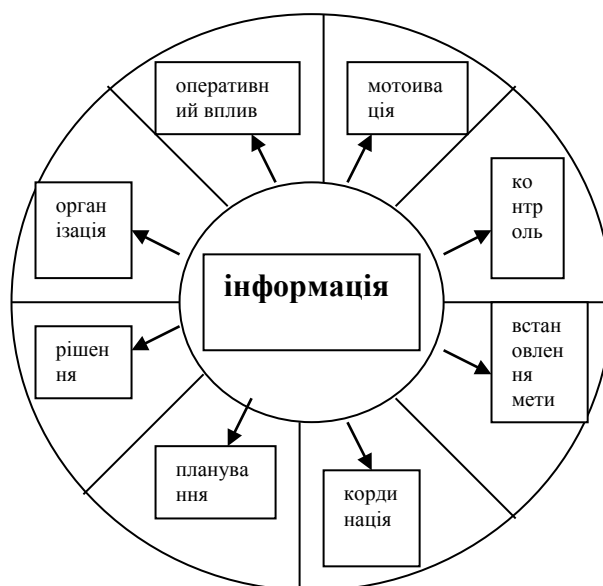 оперативн
ий вплив
мотоива
ція
орган
ізація
ко
нтр
оль
інформація
рішен
ня
встан
овлен
ня
мети
планува
ння
корди
нація